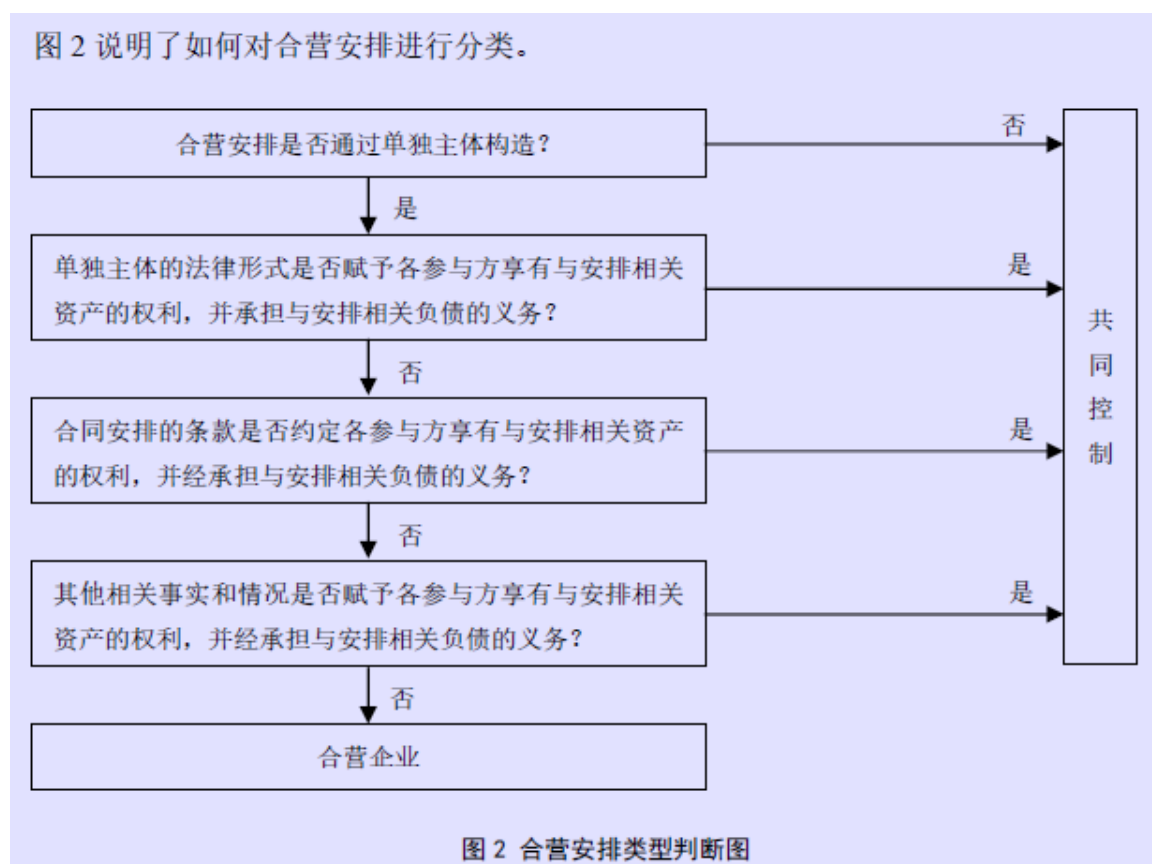 图 2 说明了如何对合营安排进行分类。
合营安排是否通过单独主体构造？
否
是
单独主体的法律形式是否赋予各参与方享有与安排相关
资产的权利，并承担与安排相关负债的义务？
是
否
合同安排的条款是否约定各参与方享有与安排相关资产
的权利，并经承担与安排相关负债的义务？
是
否
其他相关事实和情况是否赋予各参与方享有与安排相关
资产的权利，并经承担与安排相关负债的义务？
是
否
合营企业
共
同
控
制
图 2 合营安排类型判断图